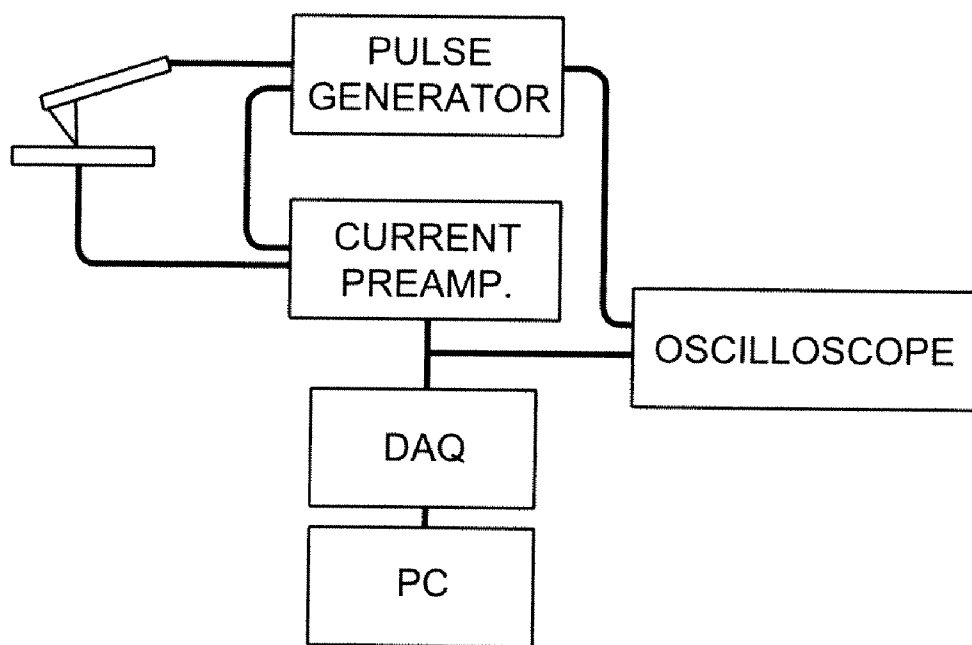 PULSE
GENERATOR
CURRENT
PREAMP.
OSCILLOSCOPE
DAQ
PC